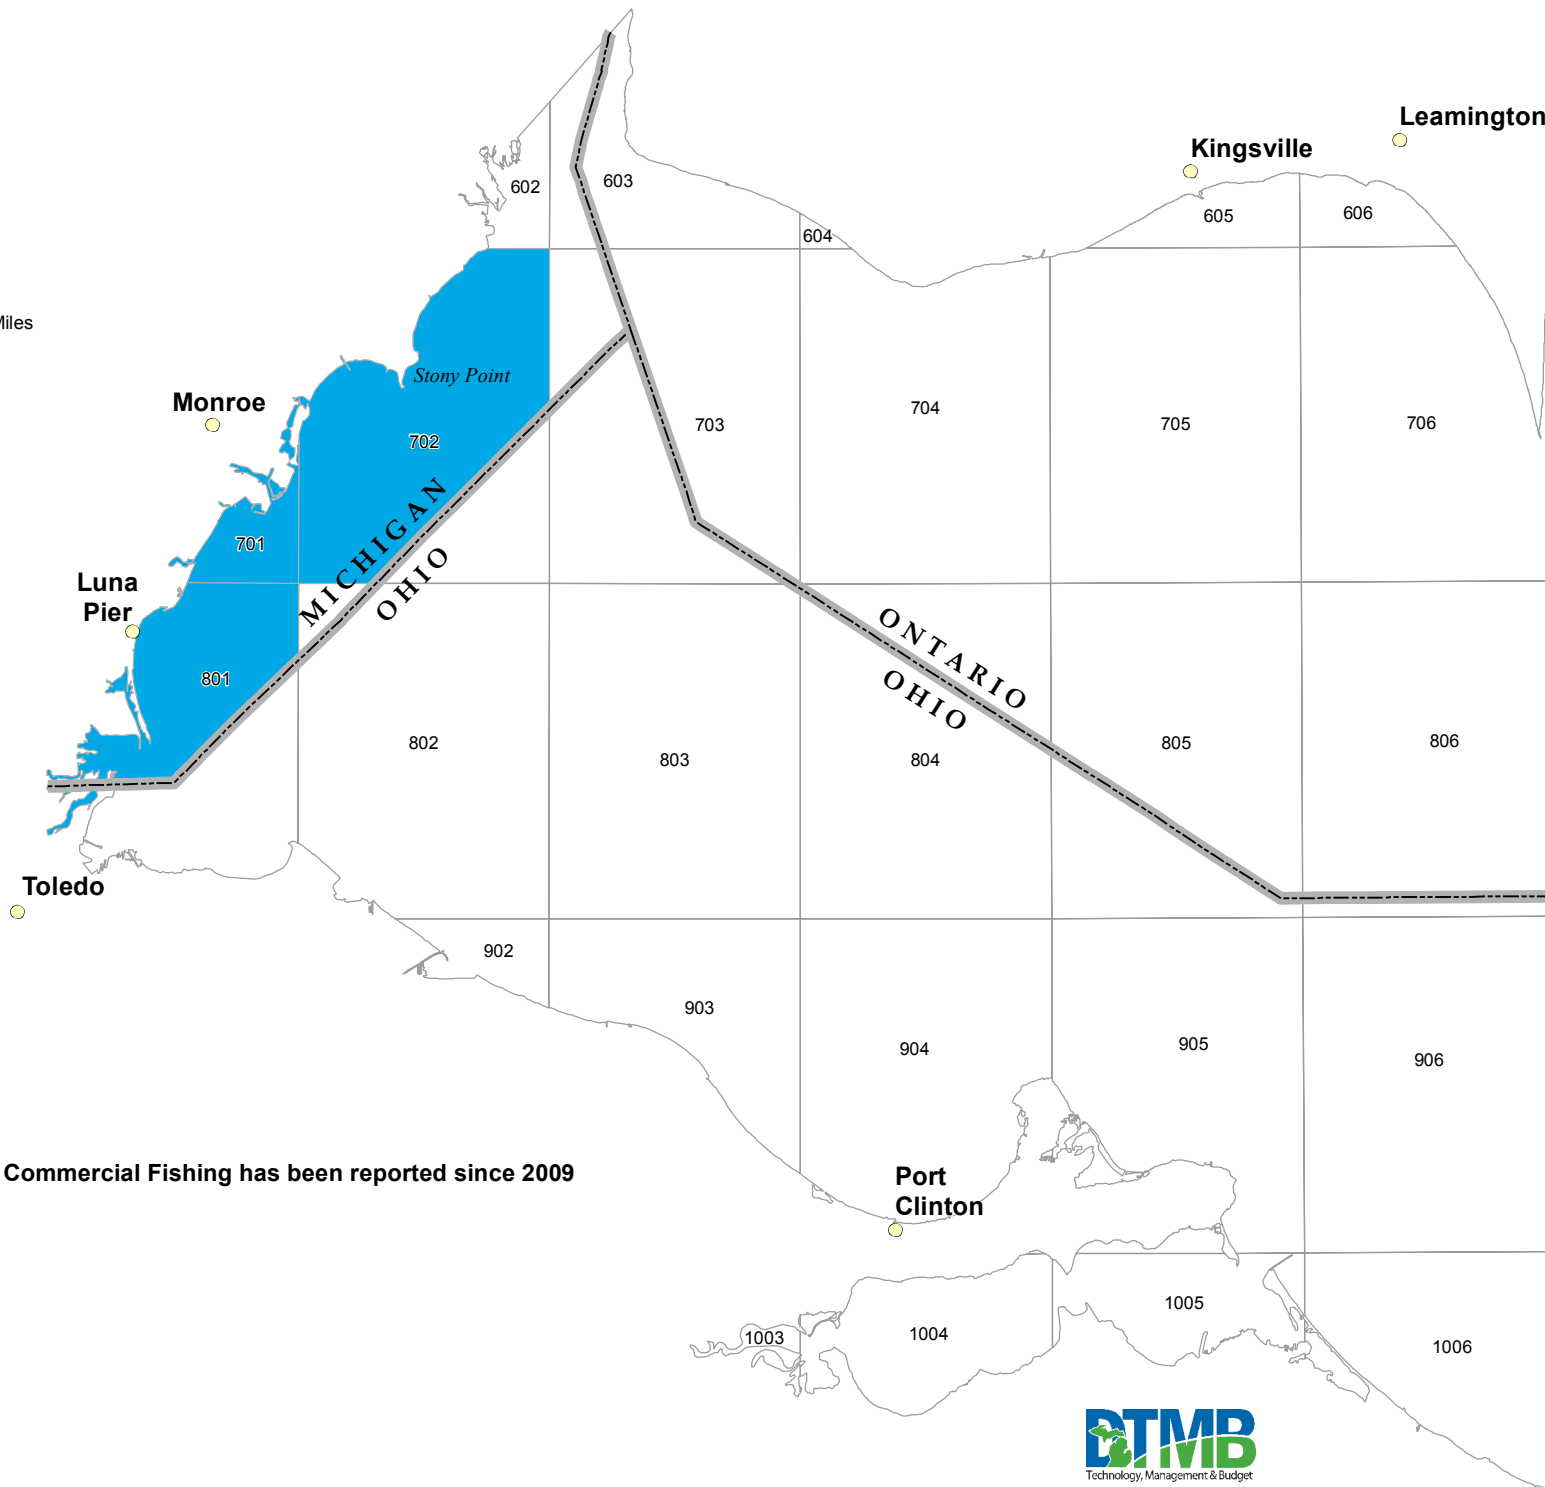 Leamington
Kingsville
602
603
605
606
604
Miles
Stony Point
Monroe
702
703
704
705
706
701
MICHIGAN
OHIO
Luna
Pier
ONTARIO
OHIO
801
802
803
804
805
806
Toledo
902
903
904
905
906
Commercial Fishing has been reported since 2009
Port
Clinton
1003
1004
1005
1006
DTMB
Technology, Management & Budget